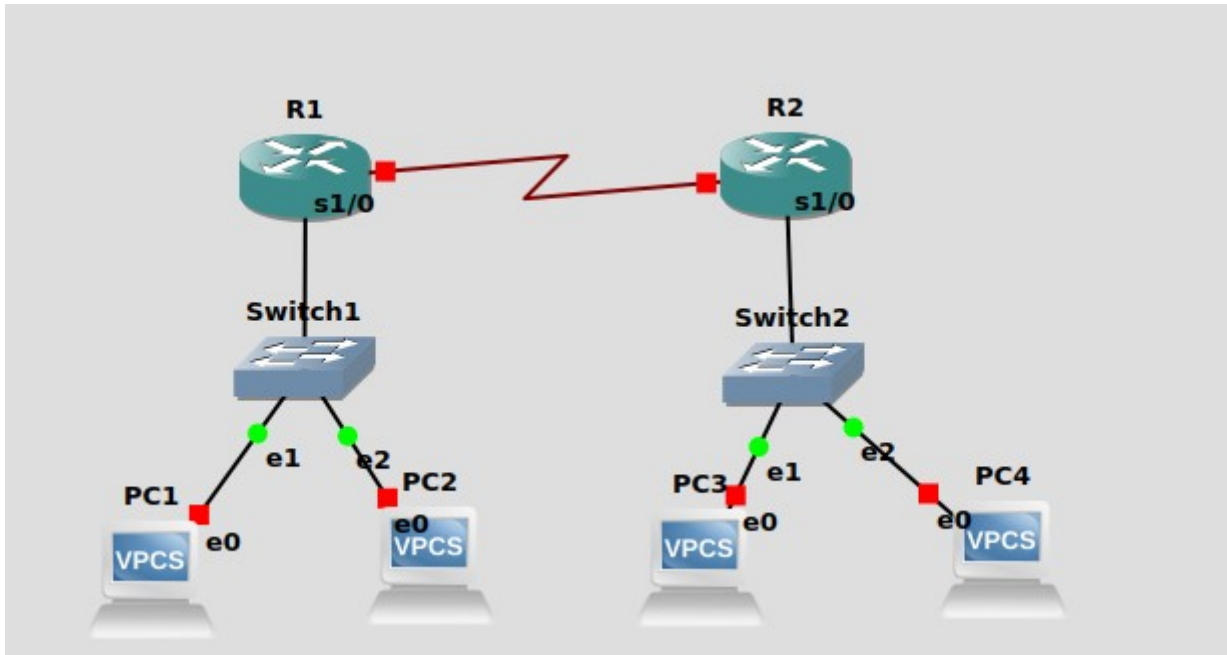 R1
R2
s1/0
s1/0
Switch1
Switch2
e1
e2
e1
e2
PC1
PC2
PC3
PC4
e0
e0
e0
e0
VPCS
VPCS
VPCS
VPCS